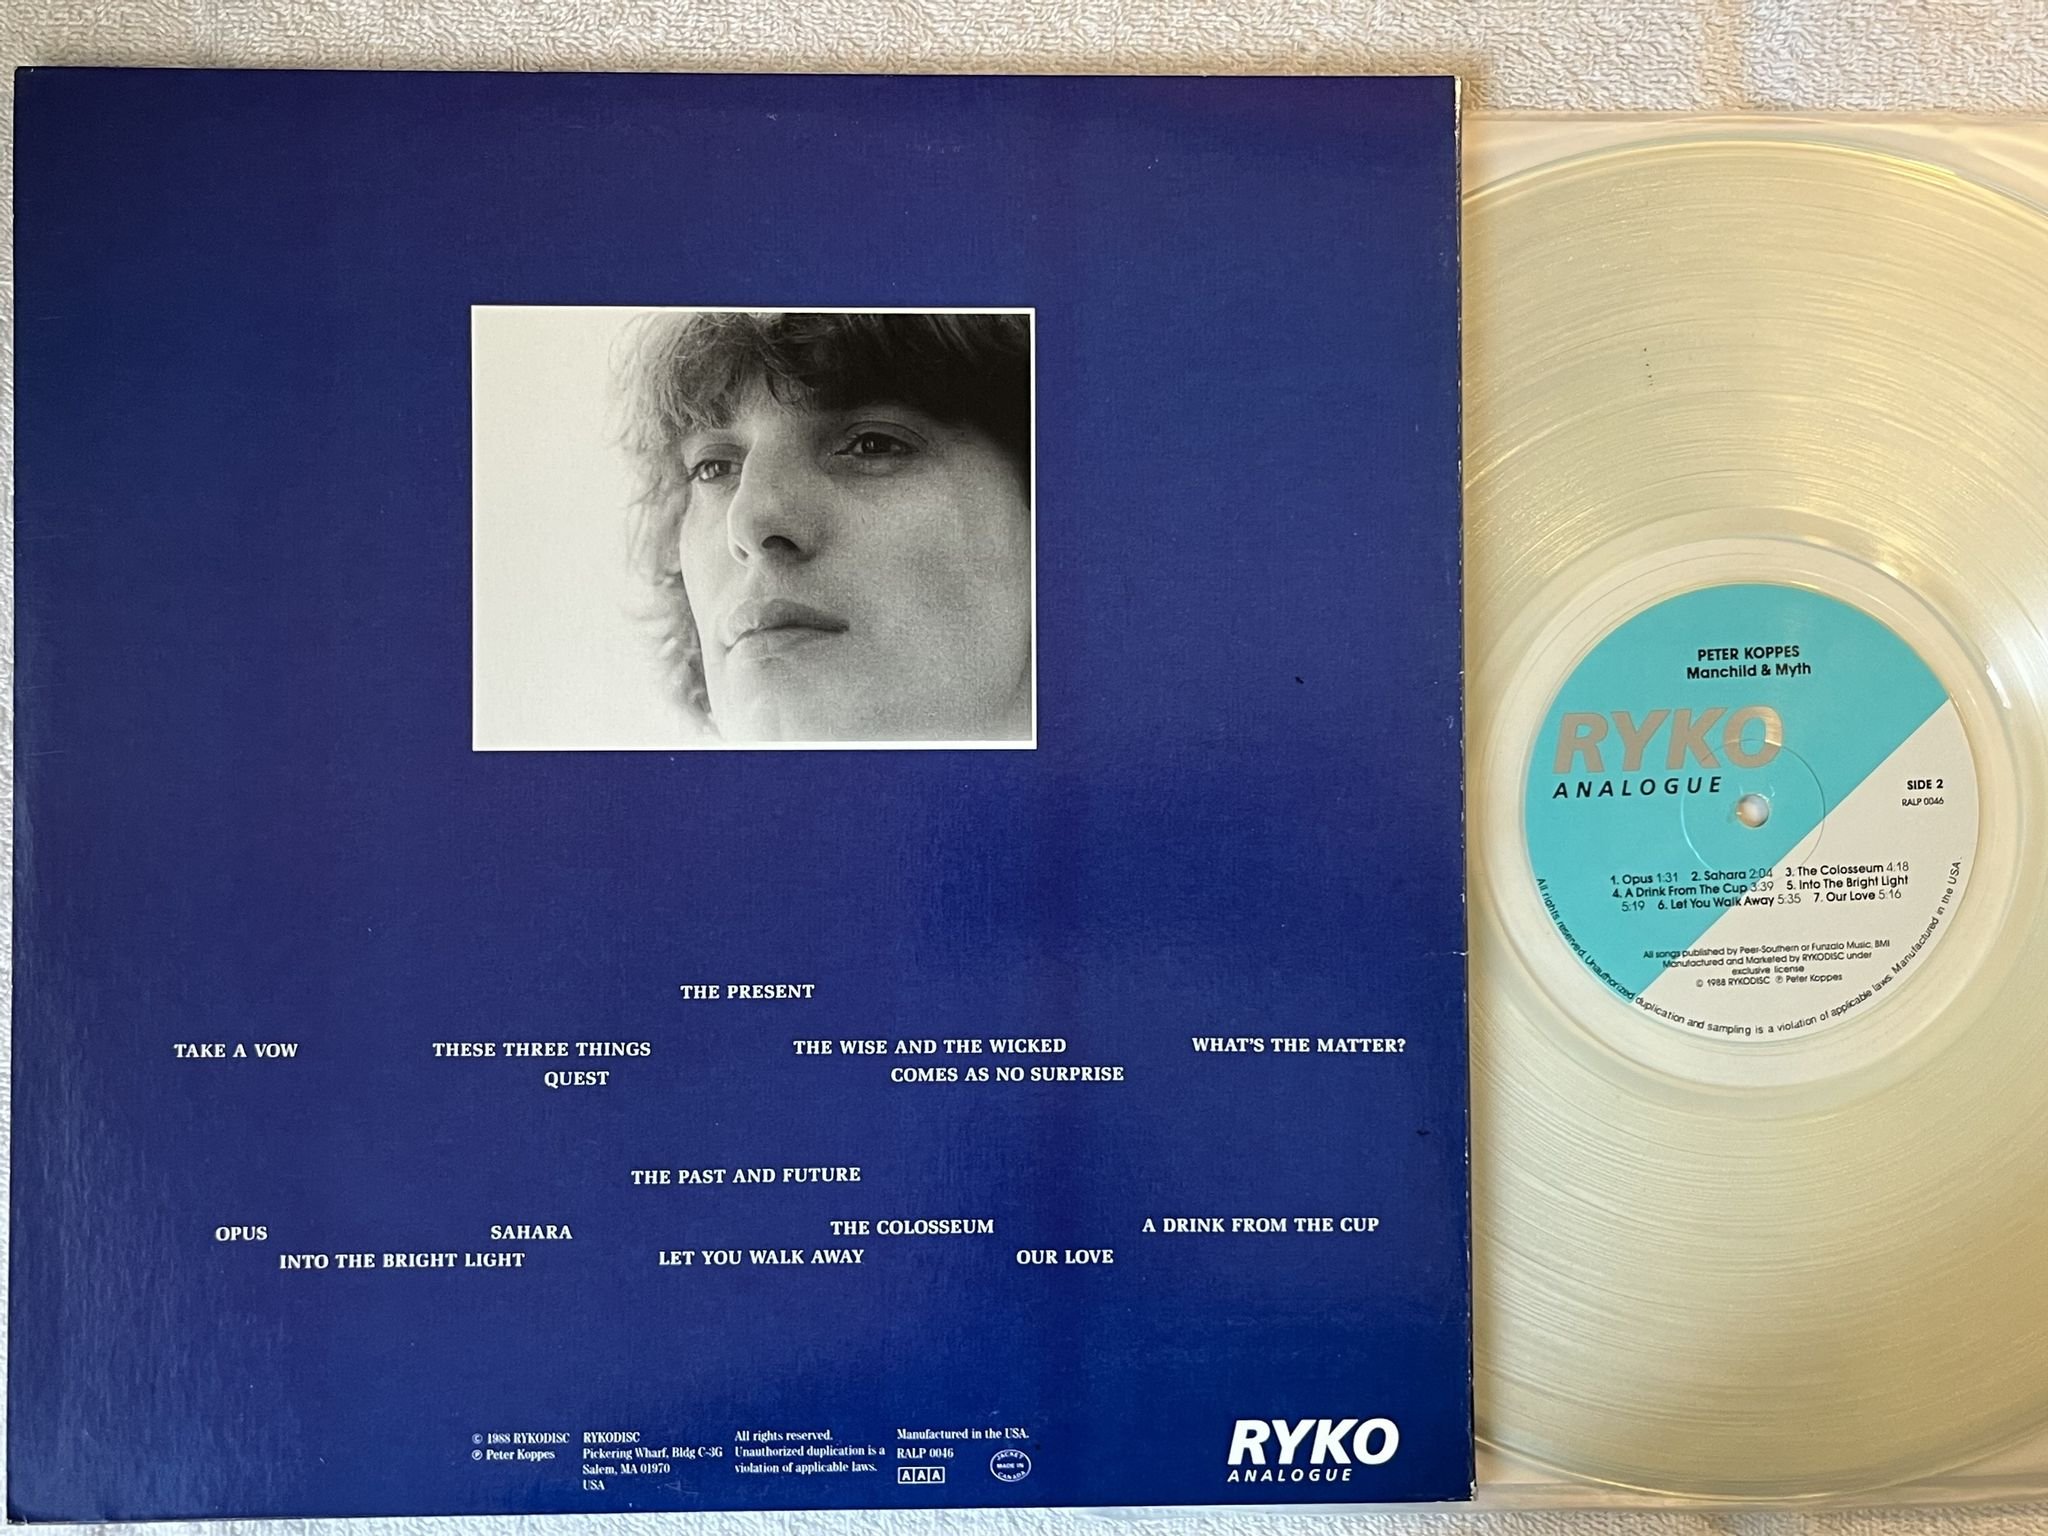 THE PRESENT
TAKE A VOW THESE THREE THINGS THE WISE AND THE WICKED WHAT'S THE MATTER?
QUEST COMES AS NO SURPRISE
THE PAST AND FUTURE
OPUS SAHARA THE COLOSSEUM A DRINK FROM THE CUP
INTO THE BRIGHT LIGHT LET YOU WALK AWAY OUR LOVE
© 1988 RYKODISC
℗ Peter Koppes
RYKODISC
Pickering Wharf, Bldg C-3G
Salem, MA 01970
USA
All rights reserved.
Unauthorized duplication is a
violation of applicable laws.
Manufactured in the USA.
RALP 0046
AAA
JACKET
MADE IN
CANADA
RYKO
ANALOGUE
PETER KOPPES
Manchild & Myth
RYKO
ANALOGUE
SIDE 2
RALP 0046
1. Opus 1:31 2. Sahara 2:04 3. The Colosseum 4:18
4. A Drink From The Cup 3:39 5. Into The Bright Light
5:19 6. Let You Walk Away 5:35 7. Our Love 5:16
All songs published by Peer-Southern or Funzalo Music, BMI
Manufactured and Marketed by RYKODISC under
exclusive license
© 1988 RYKODISC ℗ Peter Koppes
All rights reserved. Unauthorized duplication and sampling is a violation of applicable laws. Manufactured in the USA.